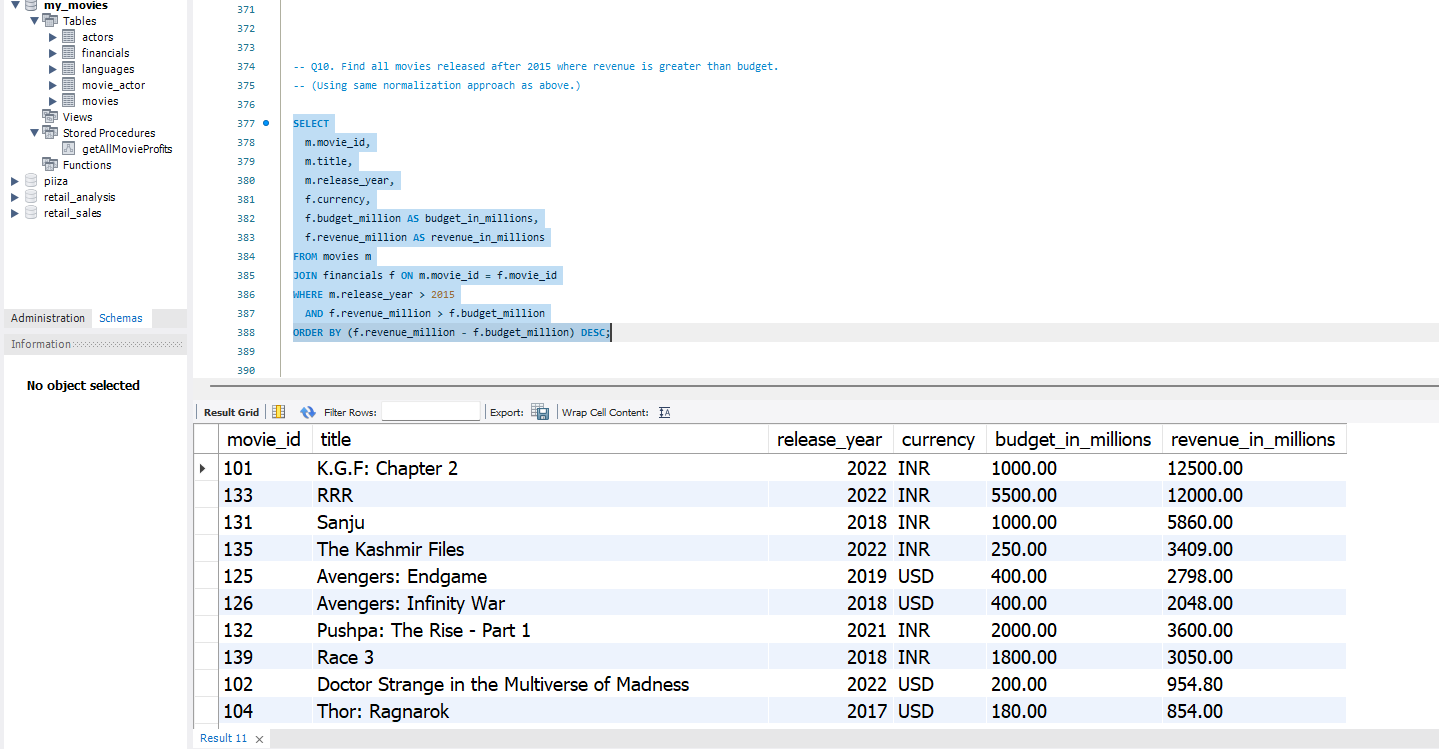 my_movies
Tables
actors
financials
languages
movie_actor
movies
Views
Stored Procedures
getAllMovieProfits
Functions
piiza
retail_analysis
retail_sales
Administration Schemas
Information
No object selected
371
372
373
374 -- Q10. Find all movies released after 2015 where revenue is greater than budget.
375 -- (Using same normalization approach as above.)
376
377 SELECT
378 m.movie_id,
379 m.title,
380 m.release_year,
381 f.currency,
382 f.budget_million AS budget_in_millions,
383 f.revenue_million AS revenue_in_millions
384 FROM movies m
385 JOIN financials f ON m.movie_id = f.movie_id
386 WHERE m.release_year > 2015
387 AND f.revenue_million > f.budget_million
388 ORDER BY (f.revenue_million - f.budget_million) DESC;
389
390
Result Grid Filter Rows: Export: Wrap Cell Content:
movie_id title release_year currency budget_in_millions revenue_in_millions
101 K.G.F: Chapter 2 2022 INR 1000.00 12500.00
133 RRR 2022 INR 5500.00 12000.00
131 Sanju 2018 INR 1000.00 5860.00
135 The Kashmir Files 2022 INR 250.00 3409.00
125 Avengers: Endgame 2019 USD 400.00 2798.00
126 Avengers: Infinity War 2018 USD 400.00 2048.00
132 Pushpa: The Rise - Part 1 2021 INR 2000.00 3600.00
139 Race 3 2018 INR 1800.00 3050.00
102 Doctor Strange in the Multiverse of Madness 2022 USD 200.00 954.80
104 Thor: Ragnarok 2017 USD 180.00 854.00
Result 11